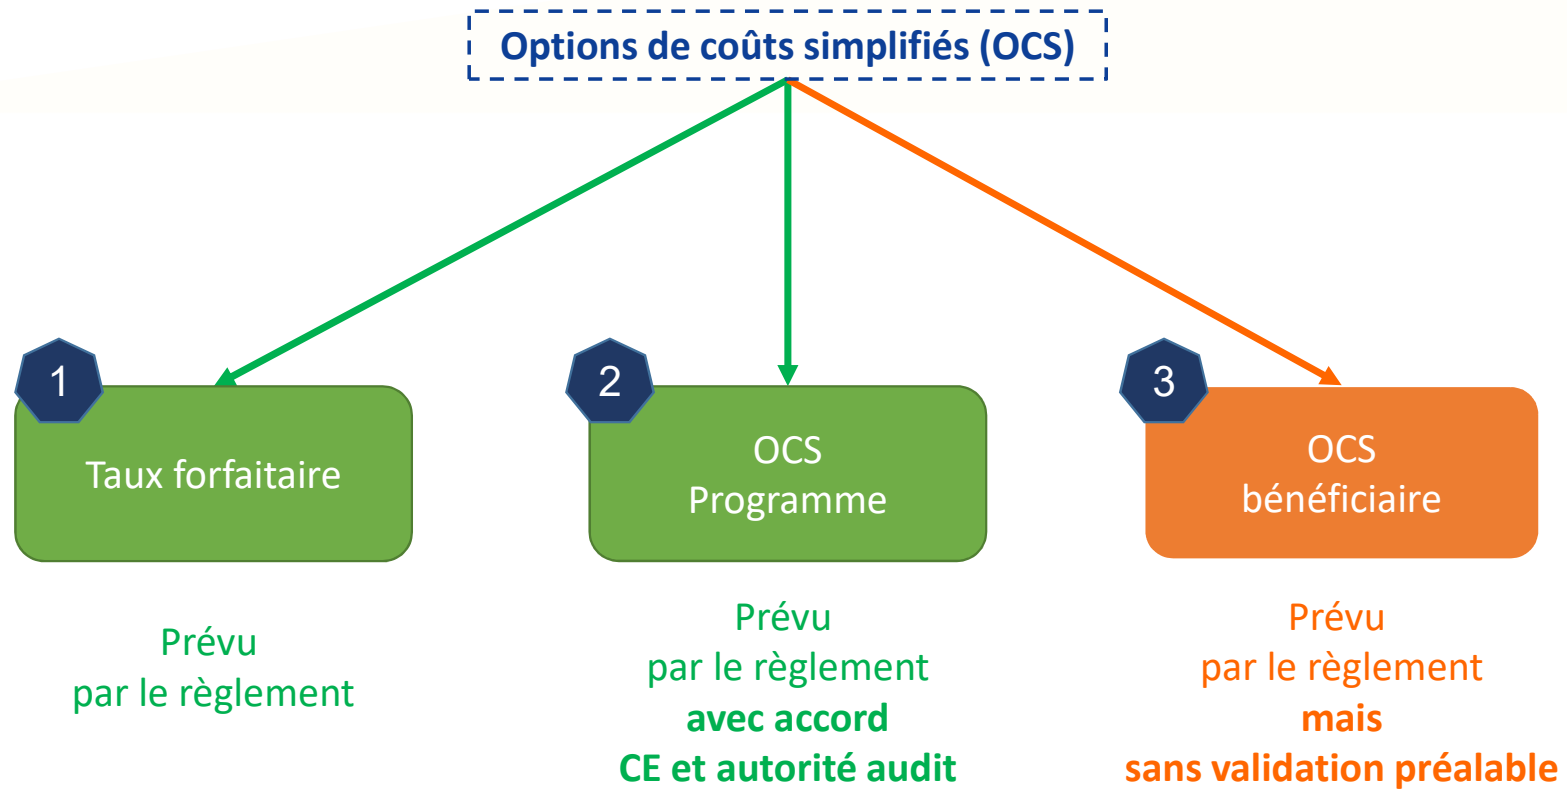 Options de coûts simplifiés (OCS)
1
Taux forfaitaire
Prévu
par le règlement
2
OCS
Programme
Prévu
par le règlement
avec accord
CE et autorité audit
3
OCS
bénéficiaire
Prévu
par le règlement
mais
sans validation préalable